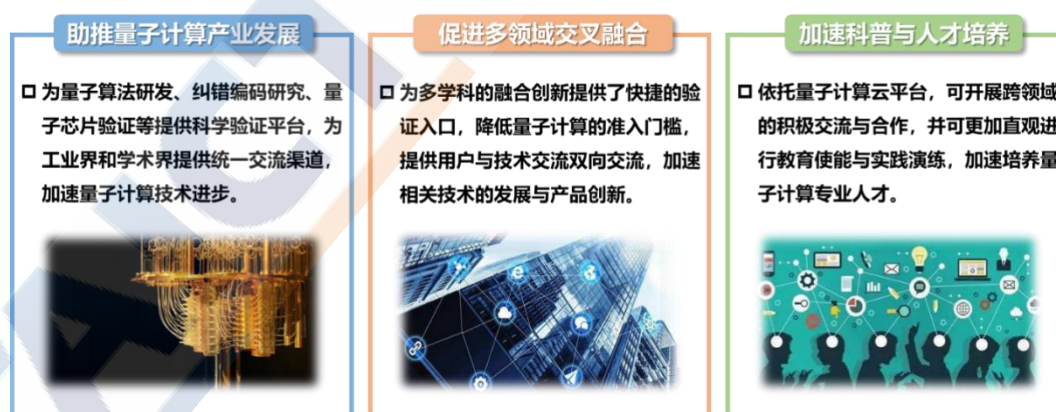 助推量子计算产业发展
为量子算法研发、纠错编码研究、量
子芯片验证等提供科学验证平台，为
工业界和学术界提供统一交流渠道，
加速量子计算技术进步。
促进多领域交叉融合
为多学科的融合创新提供了快捷的验
证入口，降低量子计算的准入门槛，
提供用户与技术交流双向交流，加速
相关技术的发展与产品创新。
加速科普与人才培养
依托量子计算云平台，可开展跨领域
的积极交流与合作，并可更加直观进
行教育使能与实践演练，加速培养量
子计算专业人才。